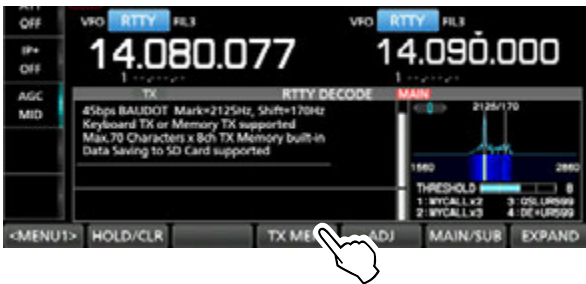 OFF
VFO RTTY FIL3
VFO RTTY FIL3
14.080.077
14.090.000
IP+
OFF
1
1
AGC
MID
TX
RTTY DECODE
MAIN
45bps BAUDOT Mark=2125Hz, Shift=170Hz
Keyboard TX or Memory TX supported
Max.70 Characters x 8ch TX Memory built-in
Data Saving to SD Card supported
2125/170
1560
2860
THRESHOLD 8
1:MYCALLx2 3:QSLUR599
2:MYCALLx3 4:DE+UR599
<MENU1> HOLD/CLR TX ADJ MAIN/SUB EXPAND